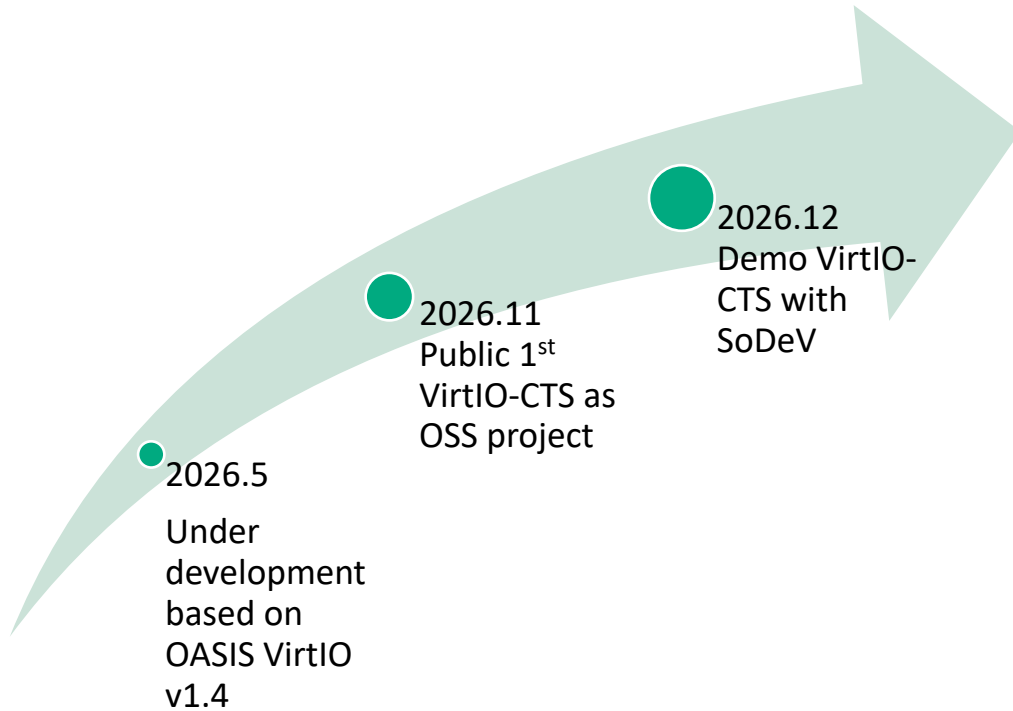 2026.5
Under
development
based on
OASIS VirtIO
v1.4
2026.11
Public 1st
VirtIO-CTS as
OSS project
2026.12
Demo VirtIO-
CTS with
SoDeV